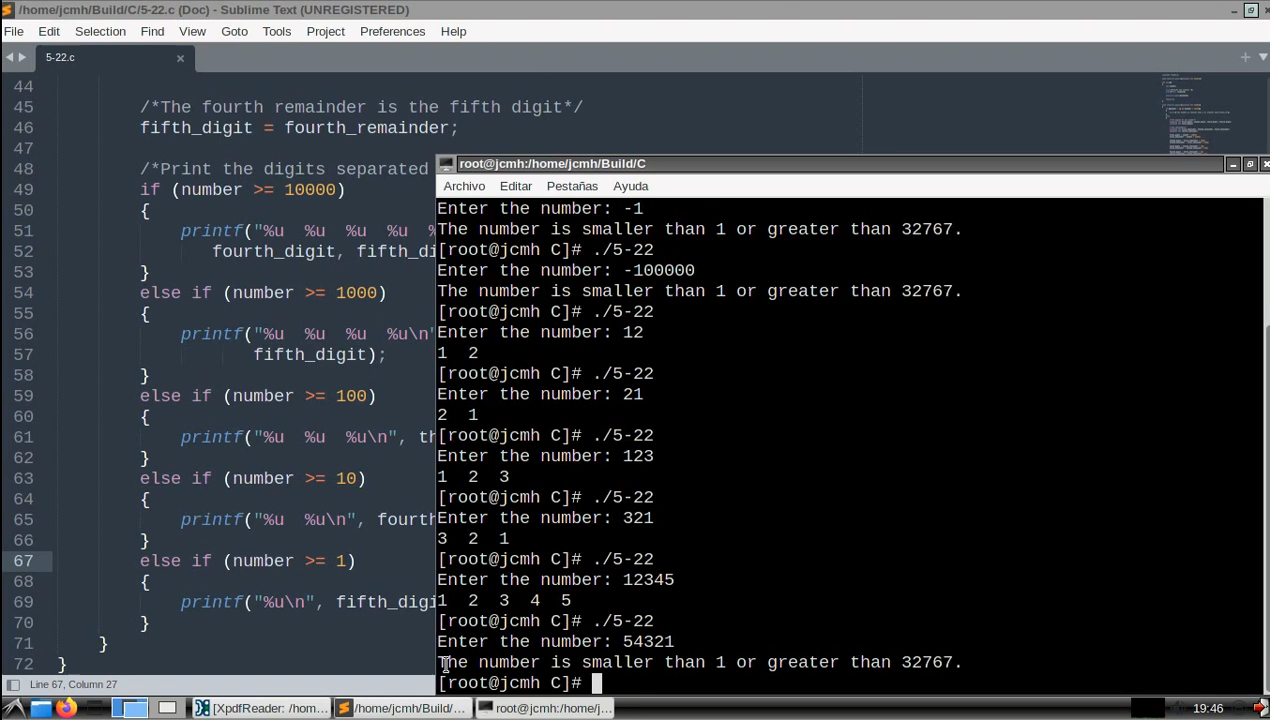 /home/jcmh/Build/C/5-22.c (Doc) - Sublime Text (UNREGISTERED)
File Edit Selection Find View Goto Tools Project Preferences Help
5-22.c
44
45 /*The fourth remainder is the fifth digit*/
46 fifth_digit = fourth_remainder;
47
48 /*Print the digits separated
49 if (number >= 10000)
50 {
51 printf("%u %u %u %u %
52 fourth_digit, fifth_di
53 }
54 else if (number >= 1000)
55 {
56 printf("%u %u %u %u\n"
57 fifth_digit);
58 }
59 else if (number >= 100)
60 {
61 printf("%u %u %u\n", th
62 }
63 else if (number >= 10)
64 {
65 printf("%u %u\n", fourth
66 }
67 else if (number >= 1)
68 {
69 printf("%u\n", fifth_digi
70 }
71 }
72 }
Line 67, Column 27
root@jcmh:/home/jcmh/Build/C
Archivo Editar Pestañas Ayuda
Enter the number: -1
The number is smaller than 1 or greater than 32767.
[root@jcmh C]# ./5-22
Enter the number: -100000
The number is smaller than 1 or greater than 32767.
[root@jcmh C]# ./5-22
Enter the number: 12
1 2
[root@jcmh C]# ./5-22
Enter the number: 21
2 1
[root@jcmh C]# ./5-22
Enter the number: 123
1 2 3
[root@jcmh C]# ./5-22
Enter the number: 321
3 2 1
[root@jcmh C]# ./5-22
Enter the number: 12345
1 2 3 4 5
[root@jcmh C]# ./5-22
Enter the number: 54321
The number is smaller than 1 or greater than 32767.
[root@jcmh C]#
[XpdfReader: /hom... /home/jcmh/Build/... root@jcmh:/home/j... 19:46